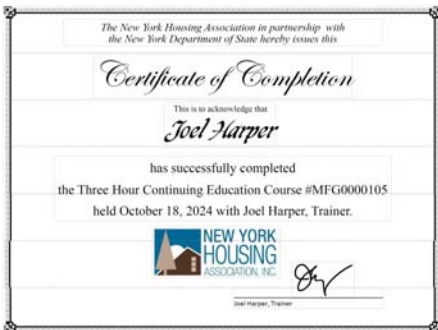 The New York Housing Association in partnership with
the New York Department of State hereby issues this
Certificate of Completion
This is to acknowledge that
Joel Harper
has successfully completed
the Three Hour Continuing Education Course #MFG0000105
held October 18, 2024 with Joel Harper, Trainer.
NEW YORK
HOUSING
ASSOCIATION, INC.
Joel Harper, Trainer